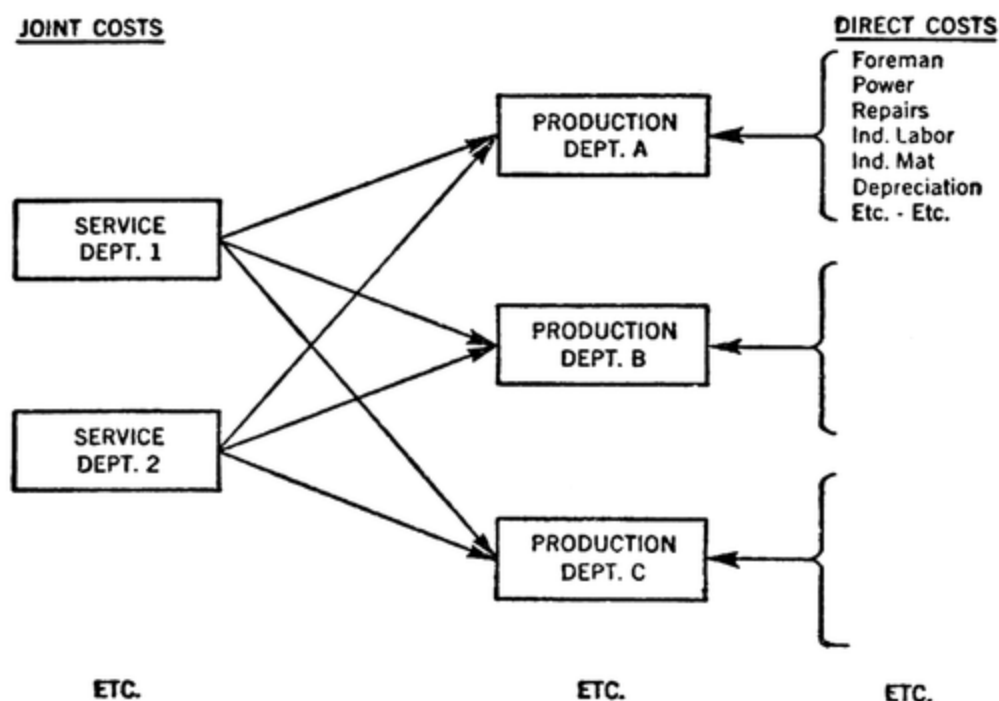 JOINT COSTS
DIRECT COSTS
Foreman
Power
Repairs
Ind. Labor
Ind. Mat
Depreciation
Etc. - Etc.
PRODUCTION
DEPT. A
SERVICE
DEPT. 1
PRODUCTION
DEPT. B
SERVICE
DEPT. 2
PRODUCTION
DEPT. C
ETC.
ETC.
ETC.